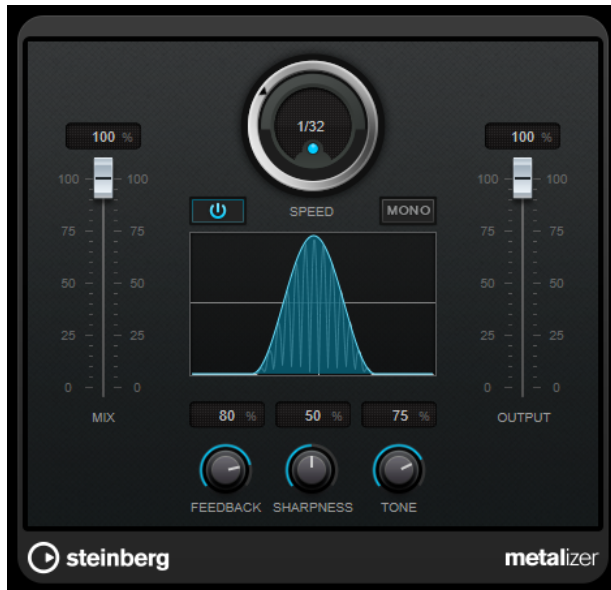 1/32
100 %
100 %
SPEED
MONO
100 100
75 75
50 50
25 25
0 0
MIX
100 100
75 75
50 50
25 25
0 0
OUTPUT
80 %
50 %
75 %
FEEDBACK
SHARPNESS
TONE
steinberg
metalizer